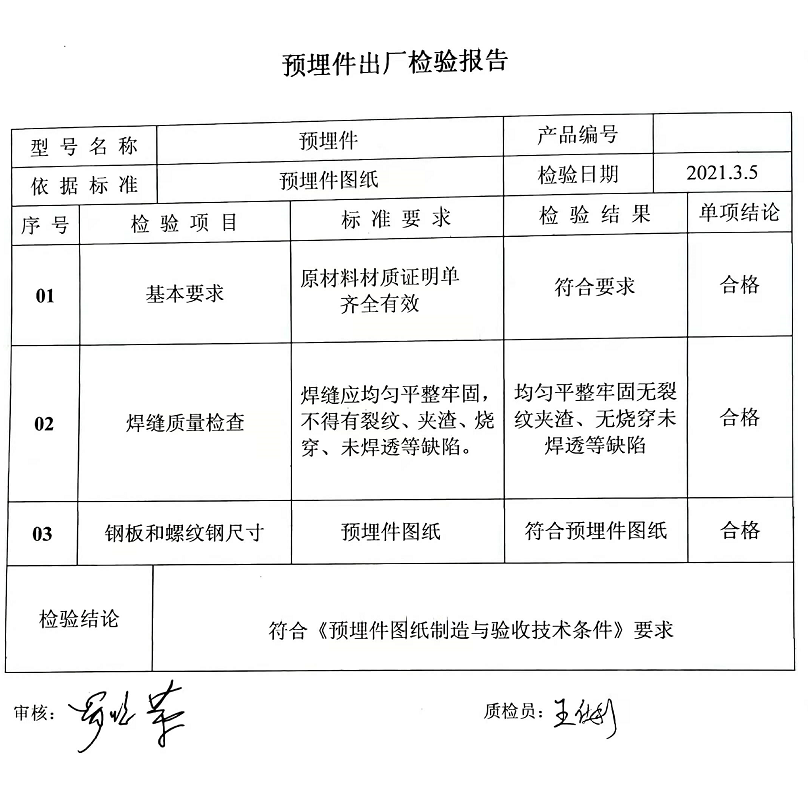 预埋件出厂检验报告
型号名称 预埋件 产品编号
依据标准 预埋件图纸 检验日期 2021.3.5
序号 检验项目 标准要求 检验结果 单项结论
01 基本要求 原材料材质证明单 符合要求 合格
齐全有效
02 焊缝质量检查 焊缝应均匀平整牢固， 均匀平整牢固无裂 合格
不得有裂纹、夹渣、烧 纹夹渣、无烧穿未
穿、未焊透等缺陷。 焊透等缺陷
03 钢板和螺纹钢尺寸 预埋件图纸 符合预埋件图纸 合格
检验结论 符合《预埋件图纸制造与验收技术条件》要求
审核： 质检员：